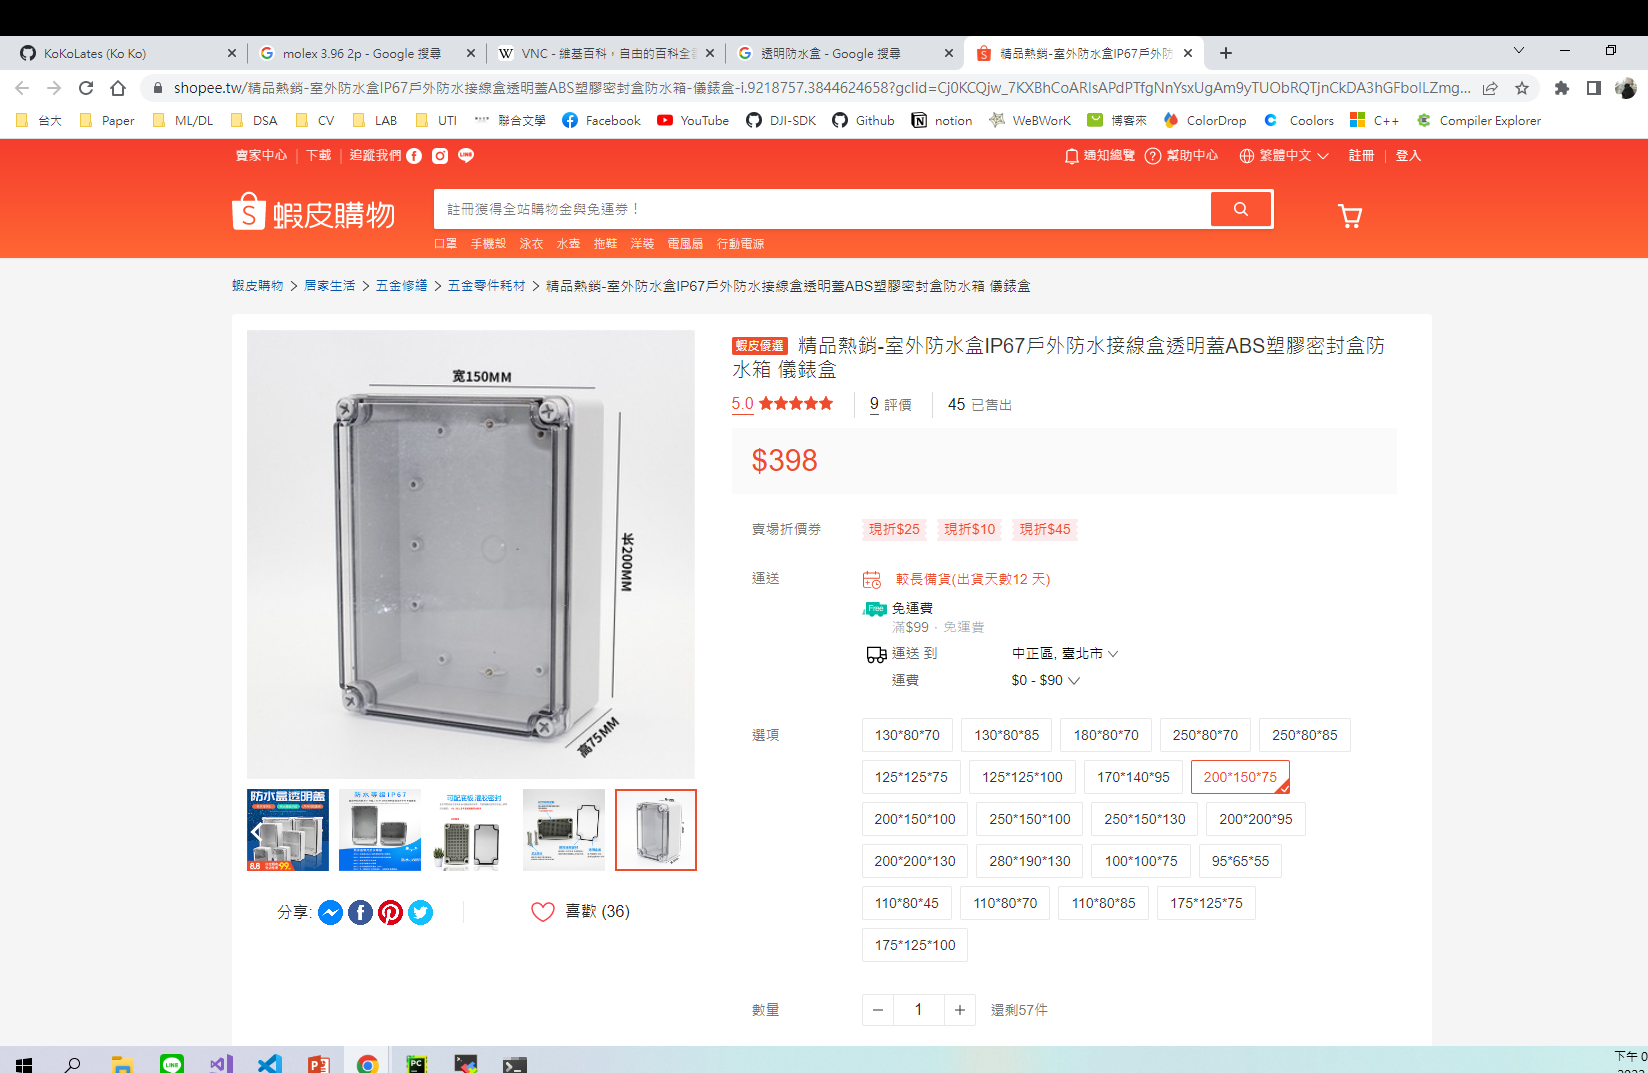 KoKoLates (Ko Ko)
molex 3.96 2p - Google 搜尋
VNC - 維基百科，自由的百科全
透明防水盒 - Google 搜尋
精品熱銷-室外防水盒IP67戶外防
shopee.tw/精品熱銷-室外防水盒IP67戶外防水接線盒透明蓋ABS塑膠密封盒防水箱-儀錶盒-i.9218757.3844624658?gclid=Cj0KCQjw_7KXBhCoARIsAPdPTfgNnYsxUgAm9yTUObRQTjnCkDA3hGFboILZmg...
台大
Paper
ML/DL
DSA
CV
LAB
UTI
聯合文學
Facebook
YouTube
DJI-SDK
Github
notion
WeBWorK
博客來
ColorDrop
Coolors
C++
Compiler Explorer
賣家中心
下載
追蹤我們
通知總覽
幫助中心
繁體中文
註冊
登入
蝦皮購物
註冊獲得全站購物金與免運券！
口罩 手機殼 泳衣 水壺 拖鞋 洋裝 電風扇 行動電源
蝦皮購物 > 居家生活 > 五金修繕 > 五金零件耗材 > 精品熱銷-室外防水盒IP67戶外防水接線盒透明蓋ABS塑膠密封盒防水箱 儀錶盒
宽150MM
长200MM
高75MM
蝦皮優選 精品熱銷-室外防水盒IP67戶外防水接線盒透明蓋ABS塑膠密封盒防
水箱 儀錶盒
5.0
9 評價
45 已售出
$398
賣場折價券
現折$25
現折$10
現折$45
運送
較長備貨(出貨天數12 天)
Free
免運費
滿$99 · 免運費
運送 到
中正區, 臺北市
運費
$0 - $90
選項
130*80*70
130*80*85
180*80*70
250*80*70
250*80*85
125*125*75
125*125*100
170*140*95
200*150*75
200*150*100
250*150*100
250*150*130
200*200*95
200*200*130
280*190*130
100*100*75
95*65*55
110*80*45
110*80*70
110*80*85
175*125*75
175*125*100
數量
1
還剩57件
防水盒透明蓋
8.8
99
防水等級IP67
可配底板 灌胶密封
分享:
喜歡 (36)
下午 0